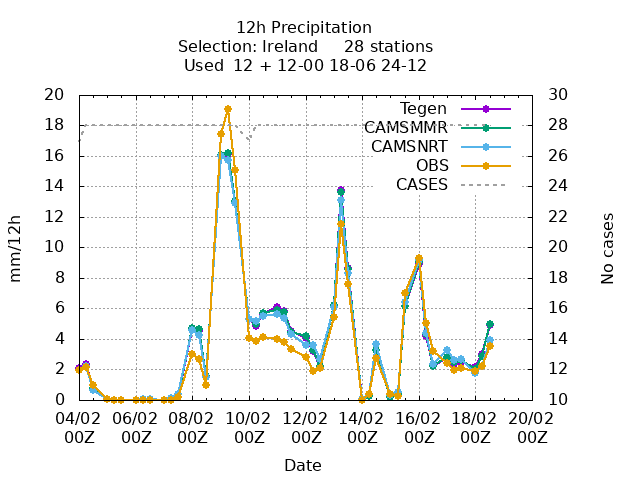 12h Precipitation
Selection: Ireland 28 stations
Used 12 + 12-00 18-06 24-12
20 30
18 28
16 26
14 24
12 22
10 20
8 18
6 16
4 14
2 12
0 10
Tegen
CAMSMMR
CAMSNRT
OBS
CASES
mm/12h
No cases
04/02 06/02 08/02 10/02 12/02 14/02 16/02 18/02 20/02
00Z 00Z 00Z 00Z 00Z 00Z 00Z 00Z 00Z
Date